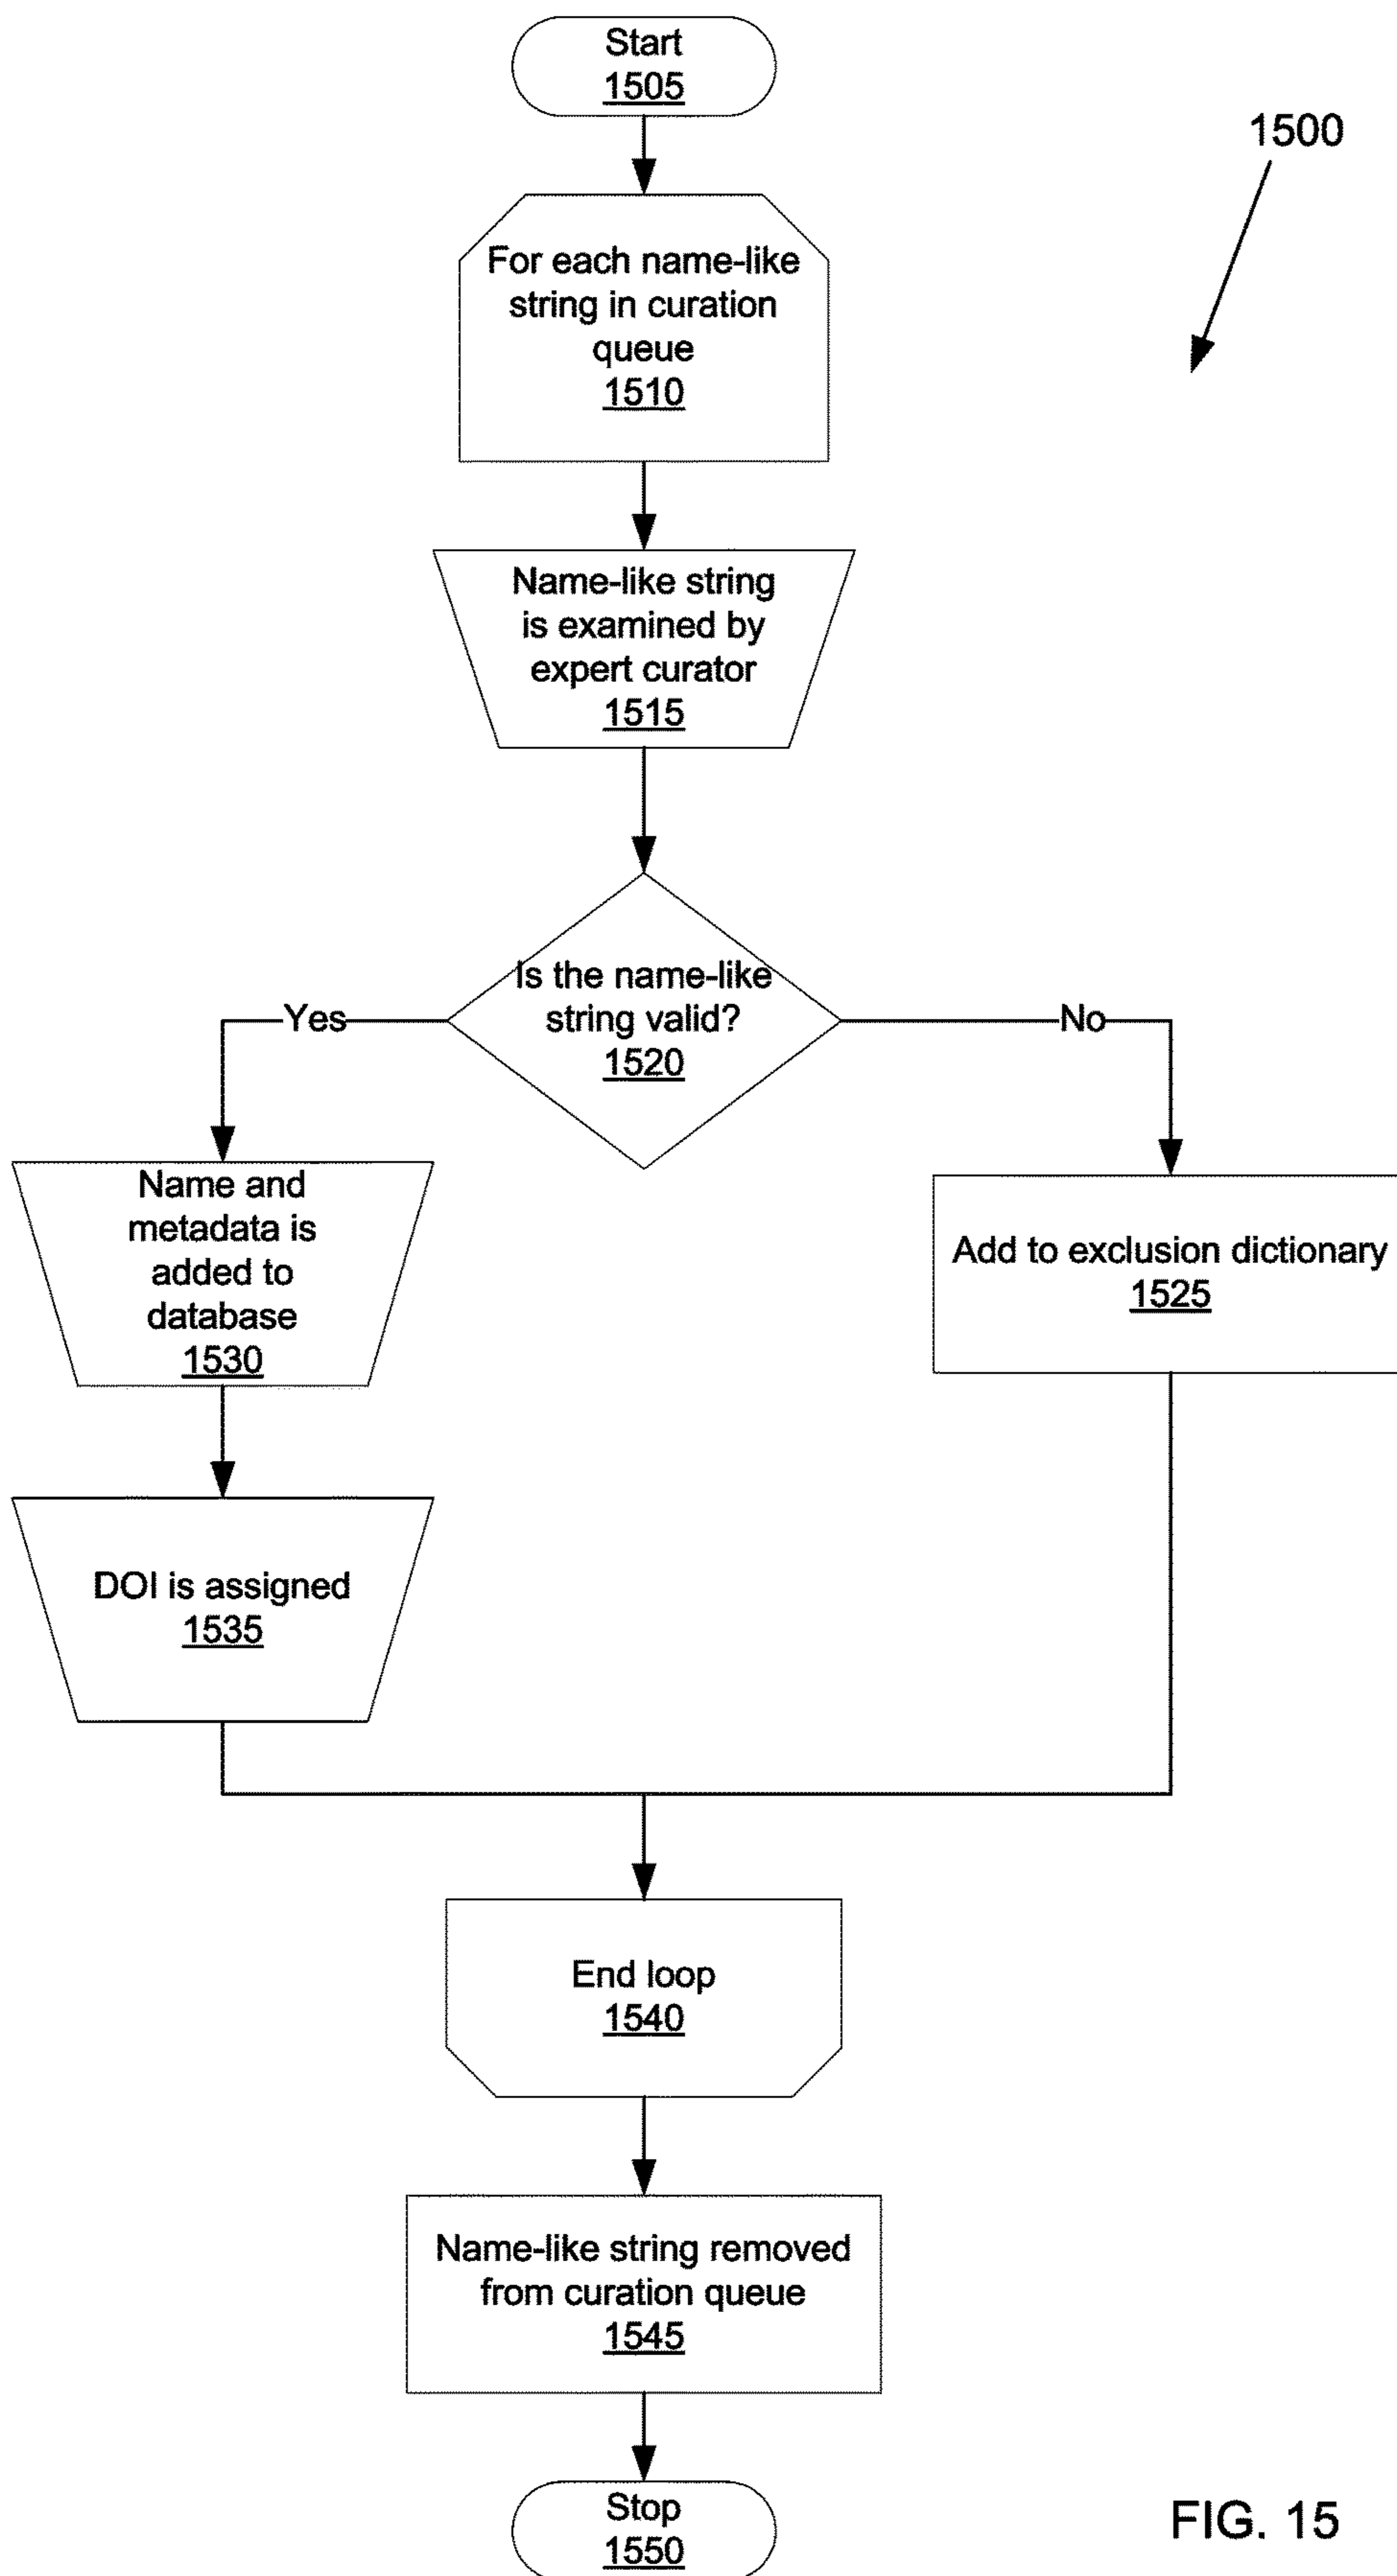 Start
1505
1500
For each name-like
string in curation
queue
1510
Name-like string
is examined by
expert curator
1515
Is the name-like
string valid?
1520
Yes
No
Name and
metadata is
added to
database
1530
Add to exclusion dictionary
1525
DOI is assigned
1535
End loop
1540
Name-like string removed
from curation queue
1545
Stop
1550
FIG. 15